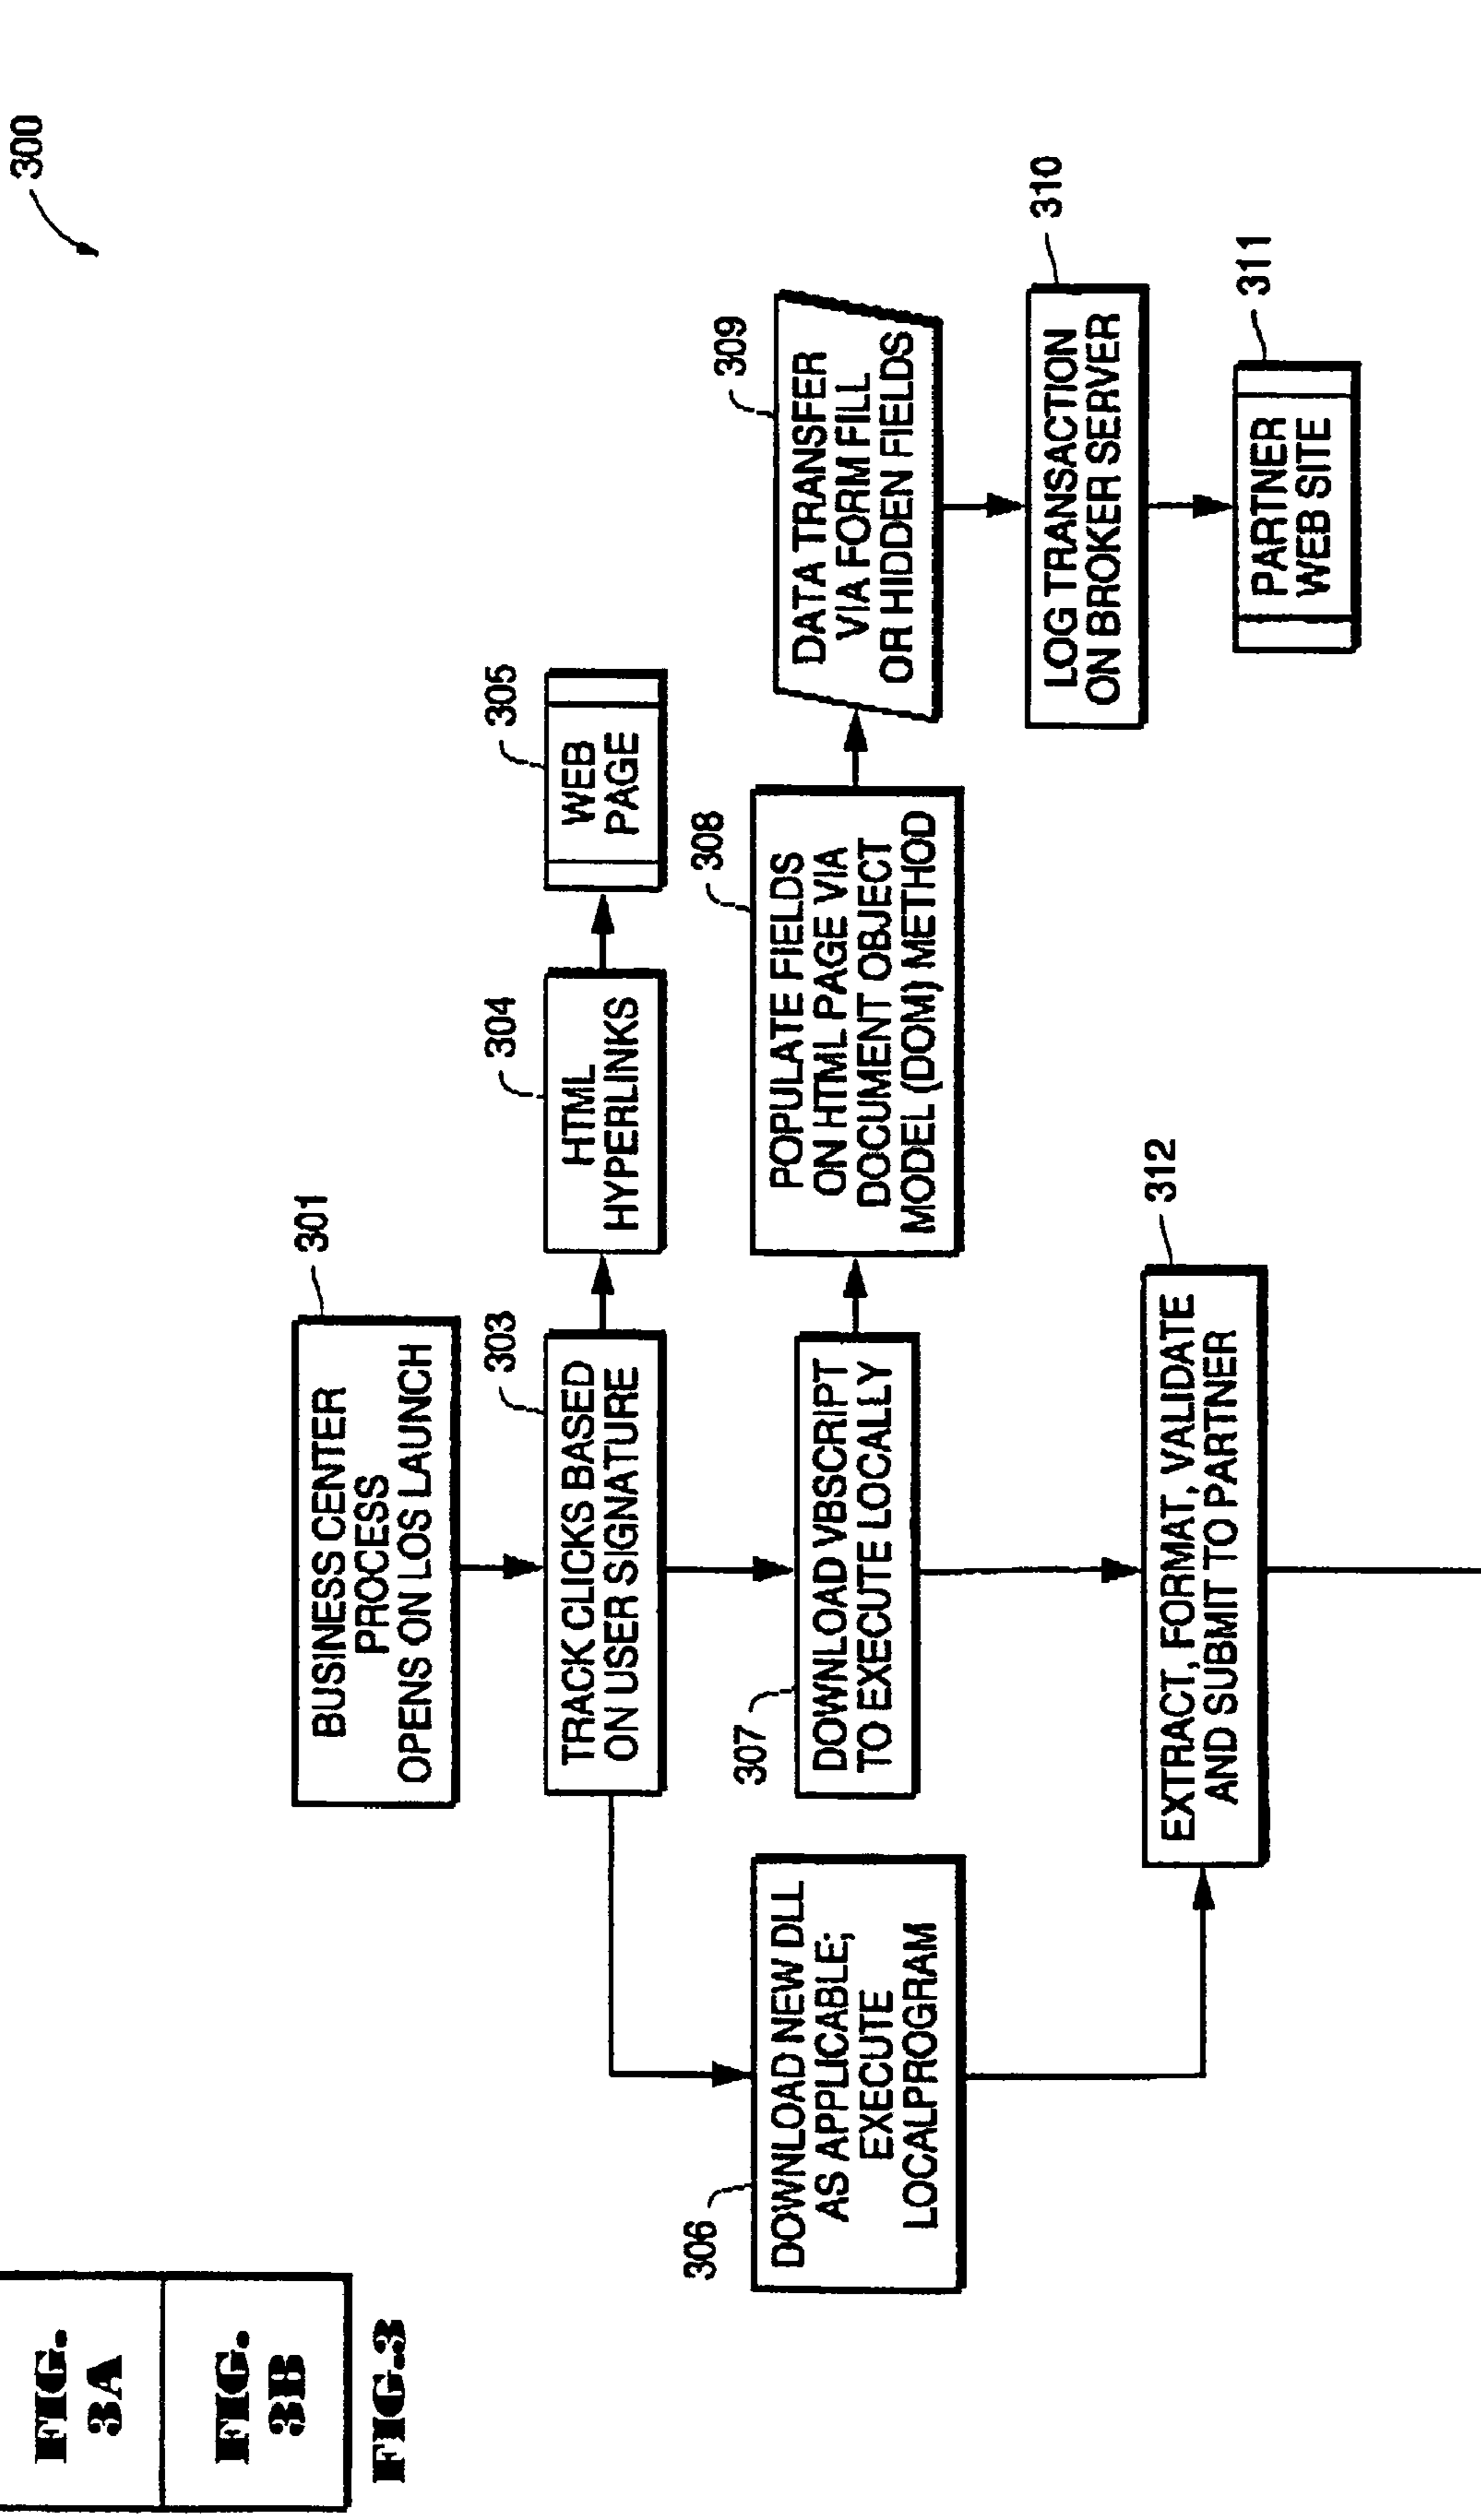 300
301
BUSINESS CENTER
PROCESS
OPENS ON LOS LAUNCH
303
TRACK CLICKS BASED
ON USER SIGNATURE
304
HTML
HYPERLINKS
305
WEB
PAGE
306
DOWNLOAD NEW DLL
AS APPLICABLE;
EXECUTE
LOCALPROGRAM
307
DOWNLOAD VBSCRIPT
TO EXECUTE LOCALLY
308
POPULATE FIELDS
ON HTML PAGE VIA
DOCUMENT OBJECT
MODEL (DOM) METHOD
309
DATA TRANSFER
VIA FORM FILL
OR HIDDEN FIELDS
310
LOG TRANSACTION
ON BROKER SERVER
311
PARTNER
WEB SITE
312
EXTRACT, FORMAT, VALIDATE
AND SUBMIT TO PARTNER
FIG.
3A
FIG.
3B
FIG.3